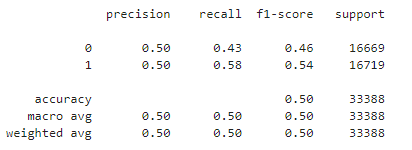 precision recall f1-score support
0 0.50 0.43 0.46 16669
1 0.50 0.58 0.54 16719
accuracy 0.50 33388
macro avg 0.50 0.50 0.50 33388
weighted avg 0.50 0.50 0.50 33388